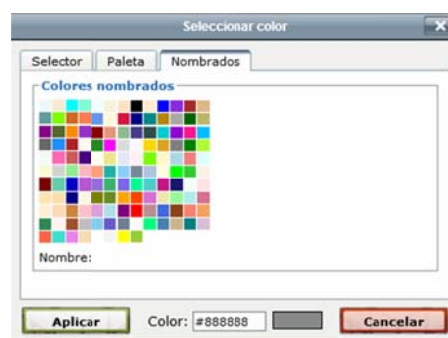 Seleccionar color
Selector Paleta Nombrados
Colores nombrados
Nombre:
Aplicar Color: #888888 Cancelar